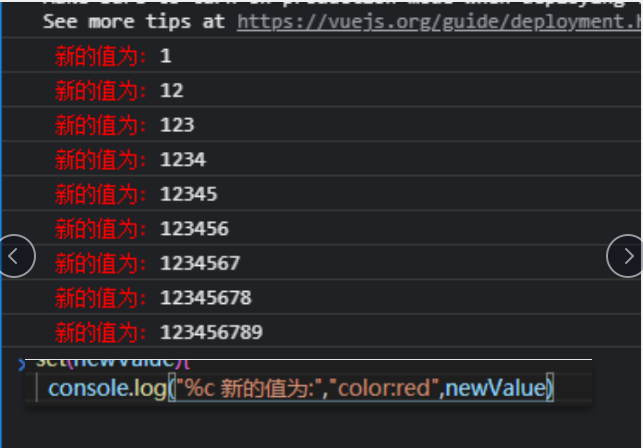 See more tips at https://vuejs.org/guide/deployment.h
新的值为: 1
新的值为: 12
新的值为: 123
新的值为: 1234
新的值为: 12345
新的值为: 123456
新的值为: 1234567
新的值为: 12345678
新的值为: 123456789
set(newValue){
console.log("%c 新的值为:","color:red",newValue)